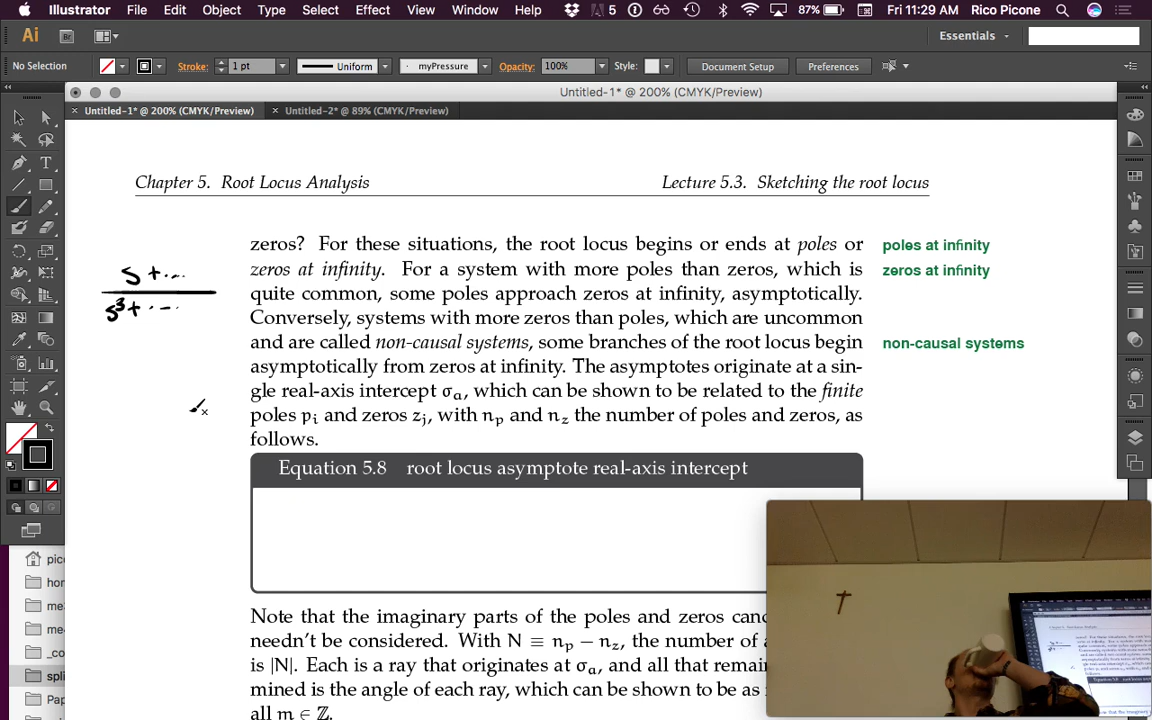 Illustrator File Edit Object Type Select Effect View Window Help 5 87% Fri 11:29 AM Rico Picone
Ai Br Essentials
No Selection Stroke: 1 pt Uniform myPressure Opacity: 100% Style: Document Setup Preferences
Untitled-1* @ 200% (CMYK/Preview)
× Untitled-1* @ 200% (CMYK/Preview) × Untitled-2* @ 89% (CMYK/Preview)
Chapter 5. Root Locus Analysis Lecture 5.3. Sketching the root locus
zeros? For these situations, the root locus begins or ends at poles or
zeros at infinity. For a system with more poles than zeros, which is
quite common, some poles approach zeros at infinity, asymptotically.
Conversely, systems with more zeros than poles, which are uncommon
and are called non-causal systems, some branches of the root locus begin
asymptotically from zeros at infinity. The asymptotes originate at a sin-
gle real-axis intercept σₐ, which can be shown to be related to the finite
poles pᵢ and zeros zⱼ, with nₚ and n_z the number of poles and zeros, as
follows.
poles at infinity
zeros at infinity
non-causal systems
s + ...
s³ + ...
Equation 5.8 root locus asymptote real-axis intercept
Note that the imaginary parts of the poles and zeros
needn't be considered. With N ≡ nₚ − n_z, the number of
is |N|. Each is a ray that originates at σₐ, and all that
mined is the angle of each ray, which can be shown to be as
all m ∈ ℤ.